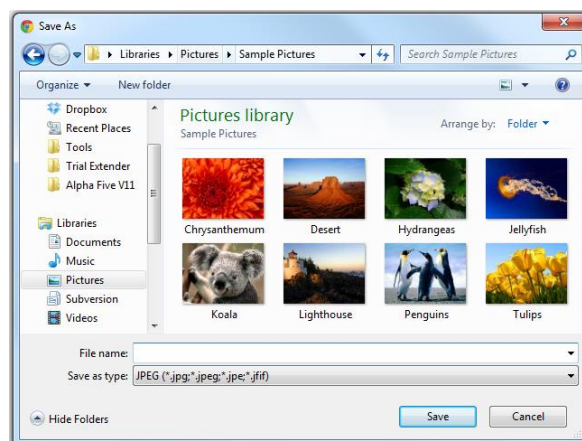 Save As
Libraries Pictures Sample Pictures
Search Sample Pictures
Organize New folder
Dropbox
Recent Places
Tools
Trial Extender
Alpha Five V11
Libraries
Documents
Music
Pictures
Subversion
Videos
Pictures library
Sample Pictures
Arrange by: Folder
Chrysanthemum Desert Hydrangeas Jellyfish
Koala Lighthouse Penguins Tulips
File name:
Save as type: JPEG (*.jpg;*.jpeg;*.jpe;*.jfif)
Hide Folders Save Cancel